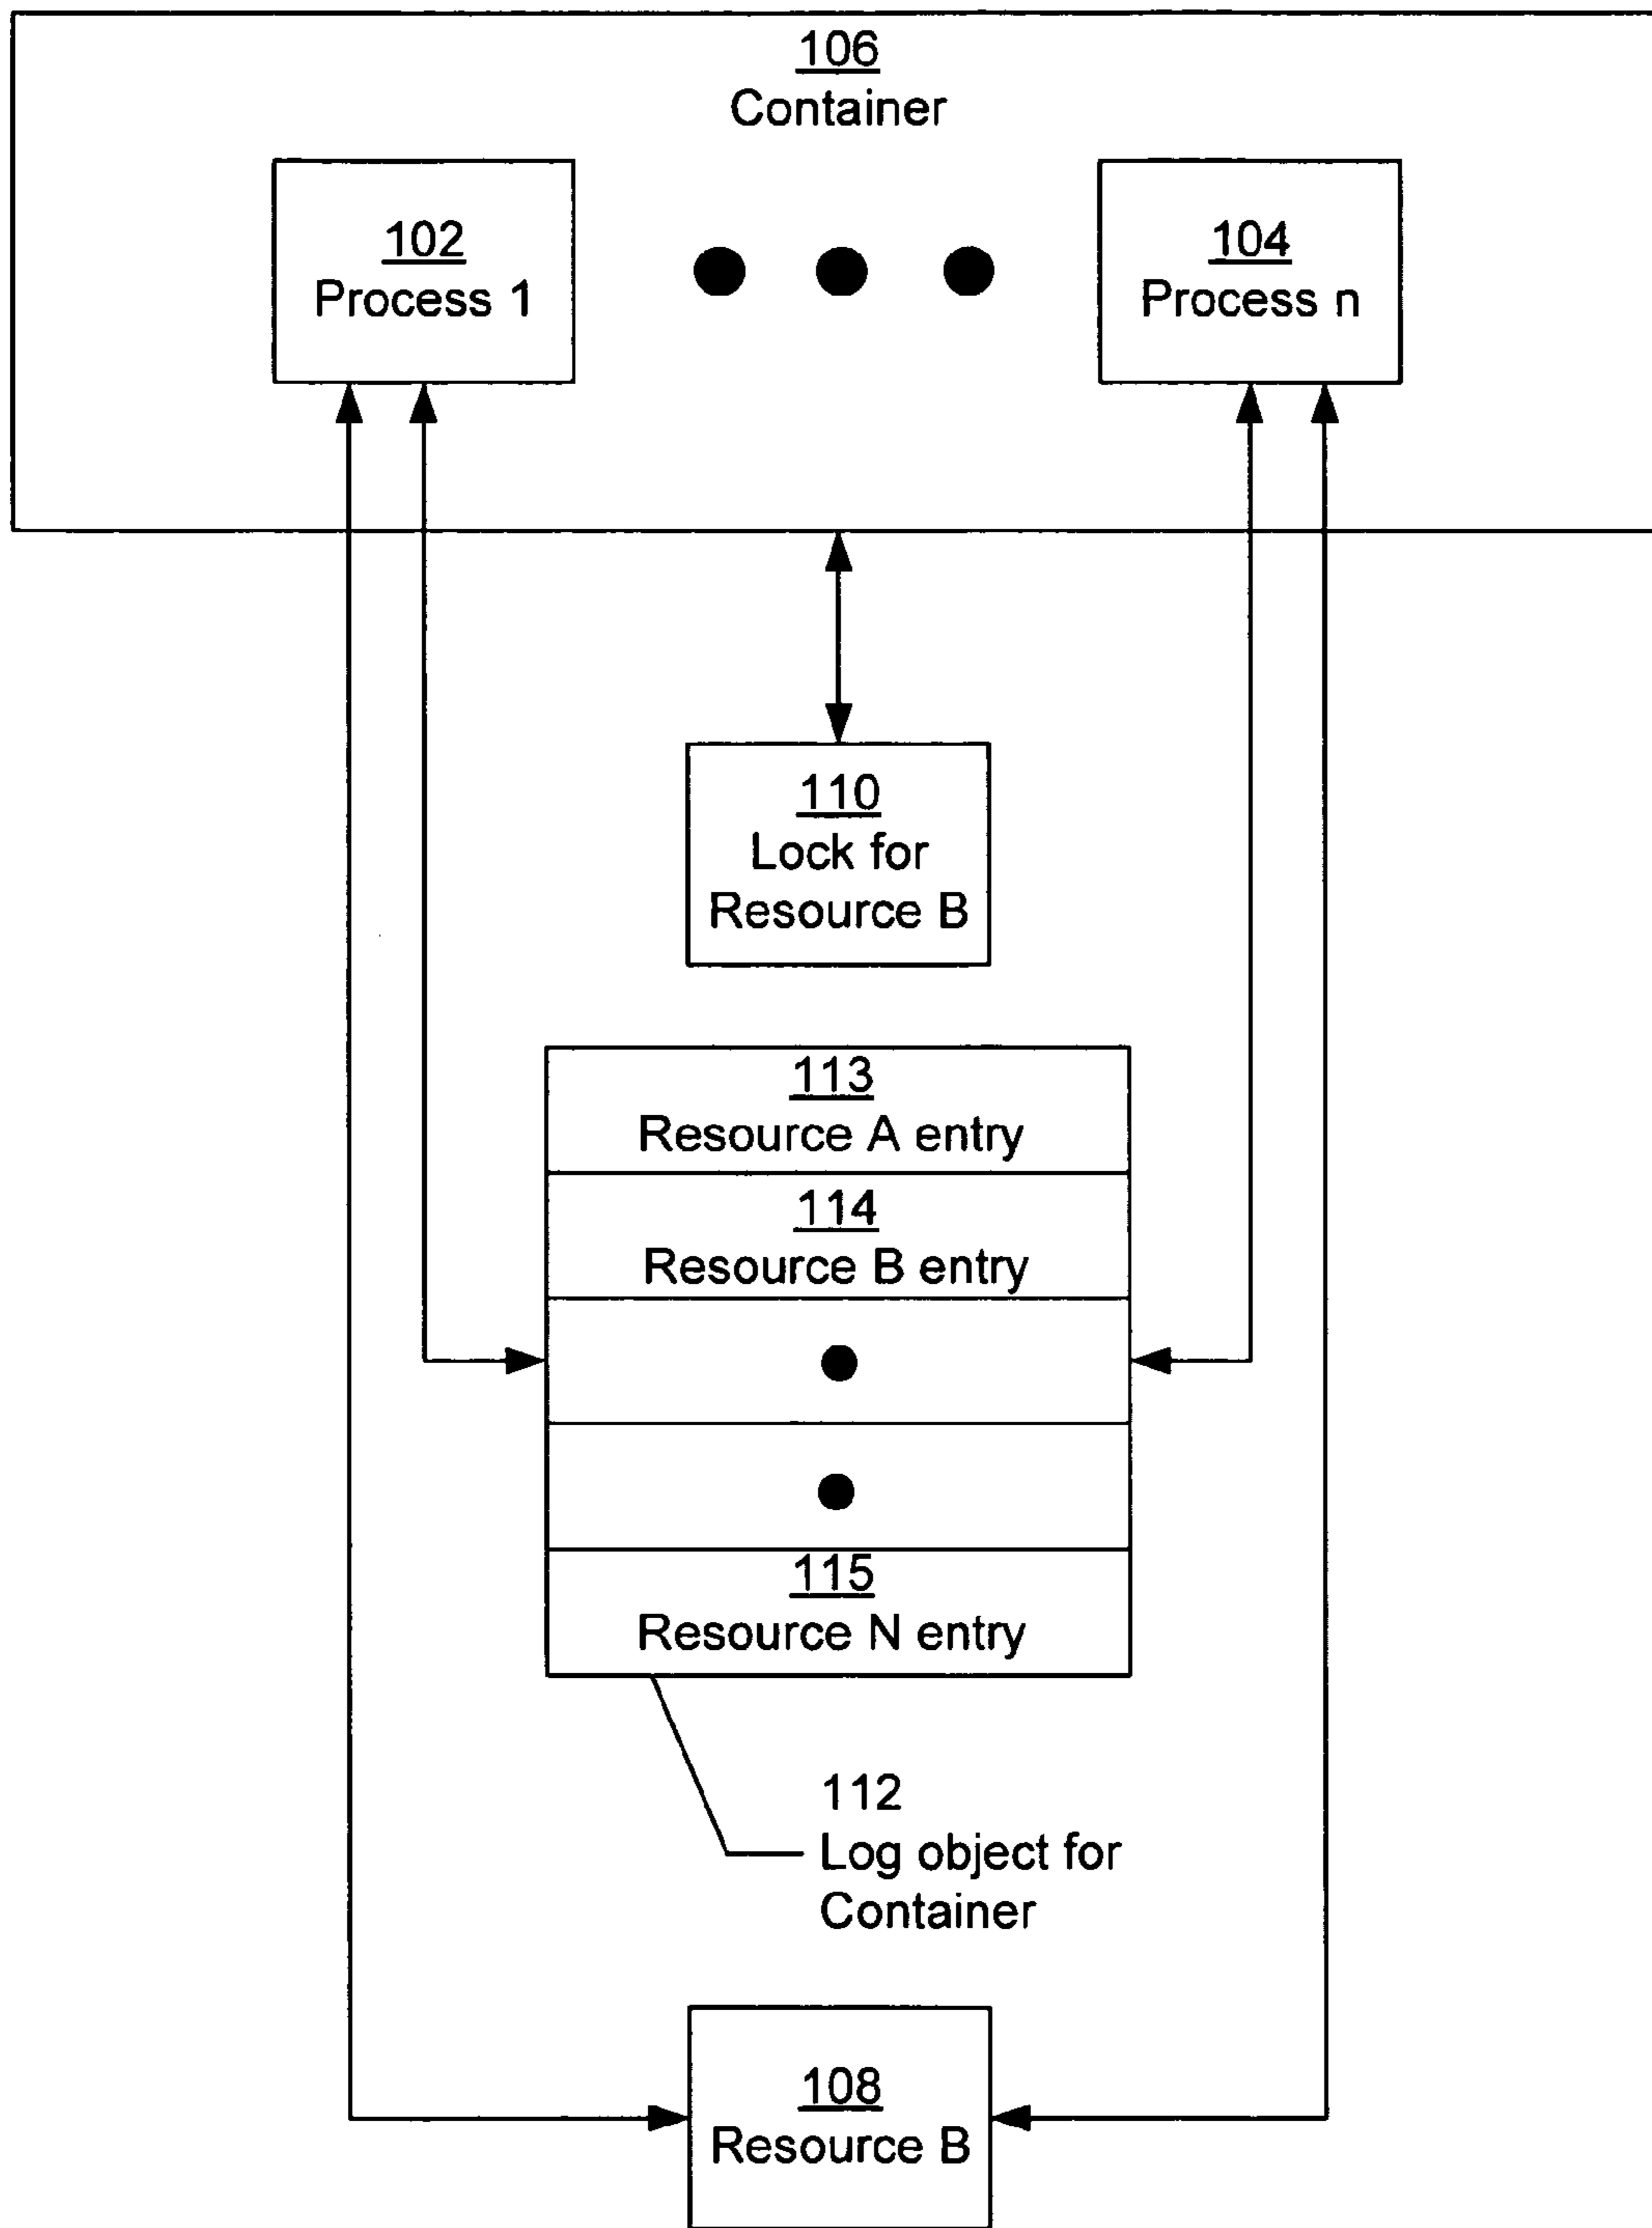 106
Container
102
Process 1
104
Process n
110
Lock for
Resource B
113
Resource A entry
114
Resource B entry
115
Resource N entry
112
Log object for
Container
108
Resource B